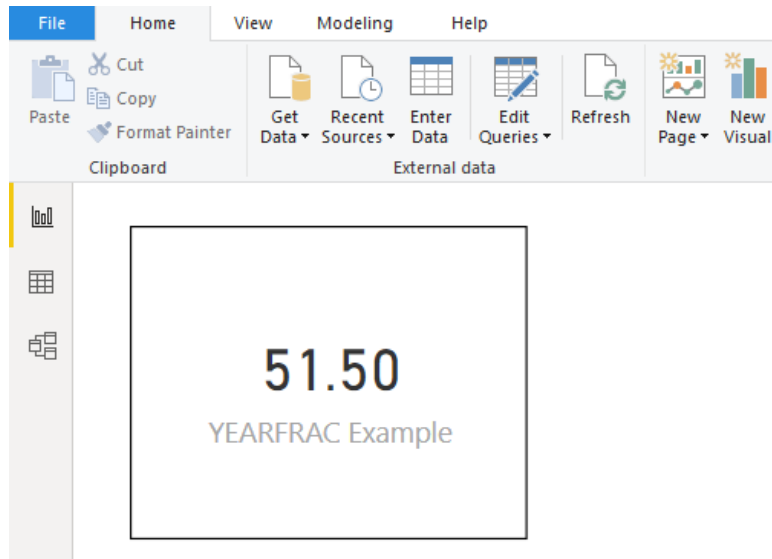 File Home View Modeling Help
Paste
Cut
Copy
Format Painter
Get Data
Recent Sources
Enter Data
Edit Queries
Refresh
New Page
New Visual
Clipboard
External data
51.50
YEARFRAC Example